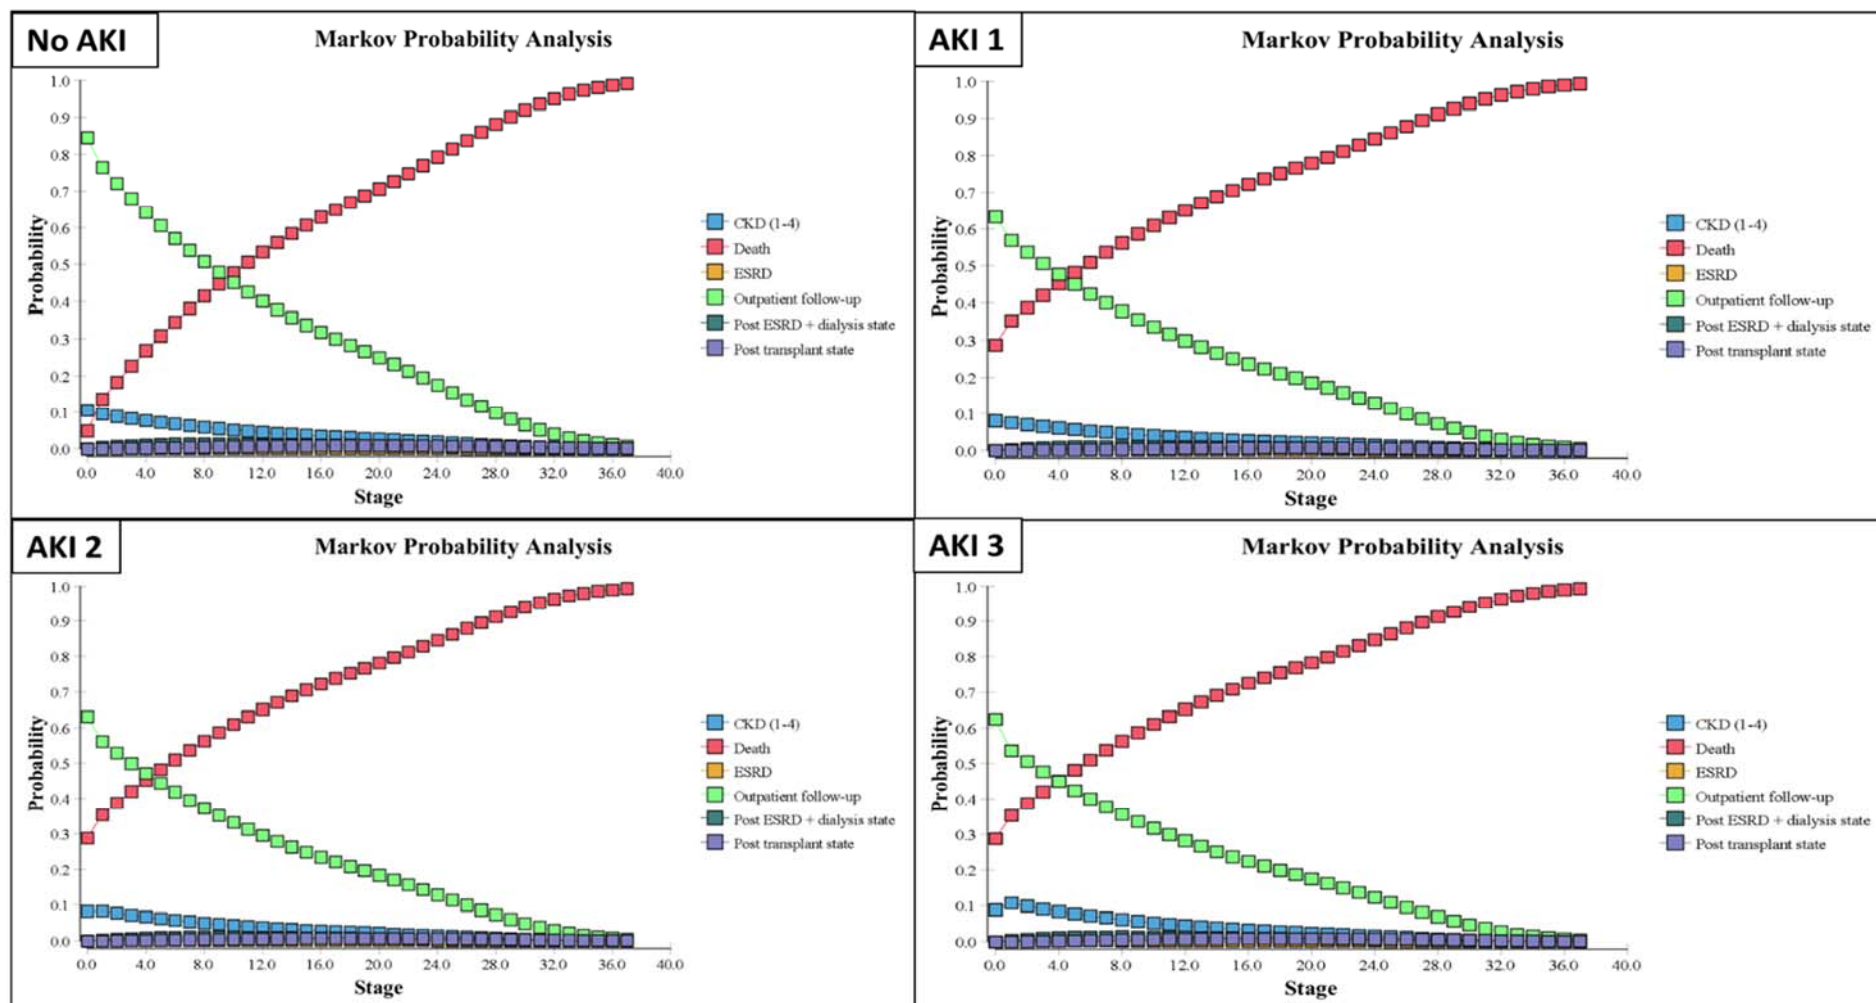 No AKI
Markov Probability Analysis
1.0
0.9
0.8
0.7
0.6
0.5
0.4
0.3
0.2
0.1
0.0
Probability
0.0 4.0 8.0 12.0 16.0 20.0 24.0 28.0 32.0 36.0 40.0
Stage
CKD (1-4)
Death
ESRD
Outpatient follow-up
Post ESRD + dialysis state
Post transplant state
AKI 1
Markov Probability Analysis
1.0
0.9
0.8
0.7
0.6
0.5
0.4
0.3
0.2
0.1
0.0
Probability
0.0 4.0 8.0 12.0 16.0 20.0 24.0 28.0 32.0 36.0 40.0
Stage
CKD (1-4)
Death
ESRD
Outpatient follow-up
Post ESRD + dialysis state
Post transplant state
AKI 2
Markov Probability Analysis
1.0
0.9
0.8
0.7
0.6
0.5
0.4
0.3
0.2
0.1
0.0
Probability
0.0 4.0 8.0 12.0 16.0 20.0 24.0 28.0 32.0 36.0 40.0
Stage
CKD (1-4)
Death
ESRD
Outpatient follow-up
Post ESRD + dialysis state
Post transplant state
AKI 3
Markov Probability Analysis
1.0
0.9
0.8
0.7
0.6
0.5
0.4
0.3
0.2
0.1
0.0
Probability
0.0 4.0 8.0 12.0 16.0 20.0 24.0 28.0 32.0 36.0 40.0
Stage
CKD (1-4)
Death
ESRD
Outpatient follow-up
Post ESRD + dialysis state
Post transplant state